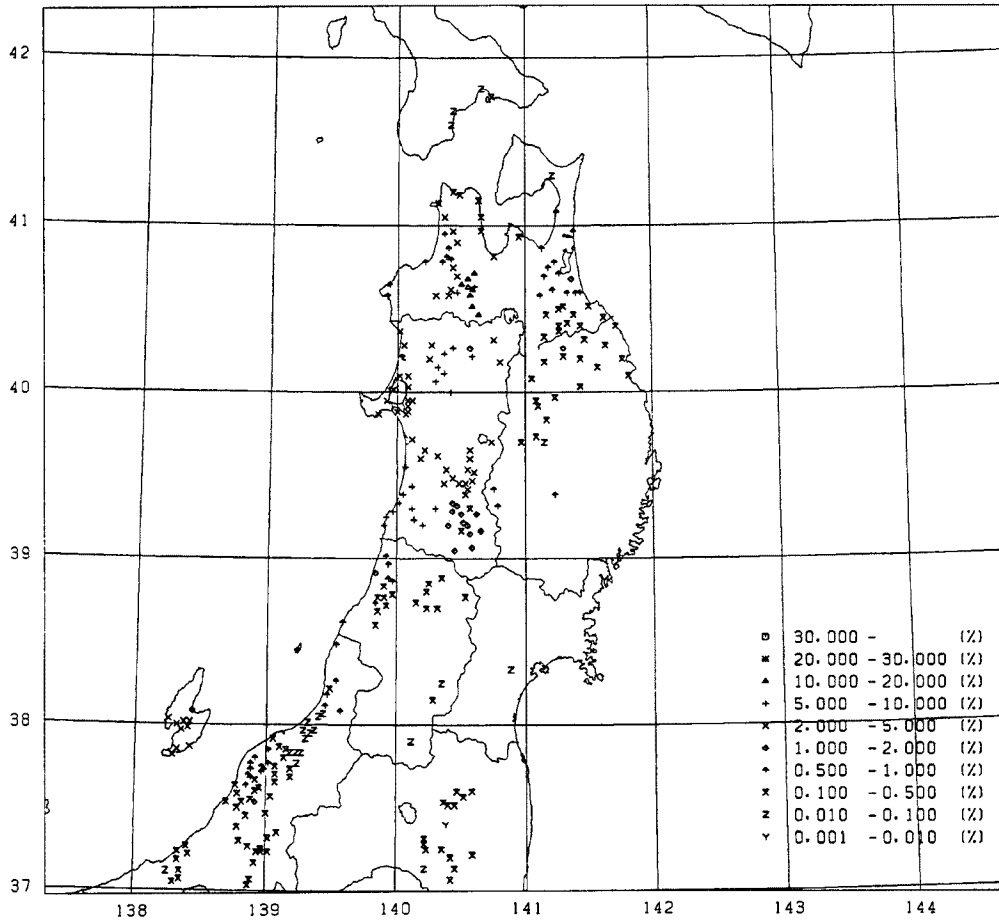 42
41
40
39
38
37
30.000 - (%)
20.000 - 30.000 (%)
10.000 - 20.000 (%)
5.000 - 10.000 (%)
2.000 - 5.000 (%)
1.000 - 2.000 (%)
0.500 - 1.000 (%)
0.100 - 0.500 (%)
0.010 - 0.100 (%)
0.001 - 0.010 (%)
138 139 140 141 142 143 144